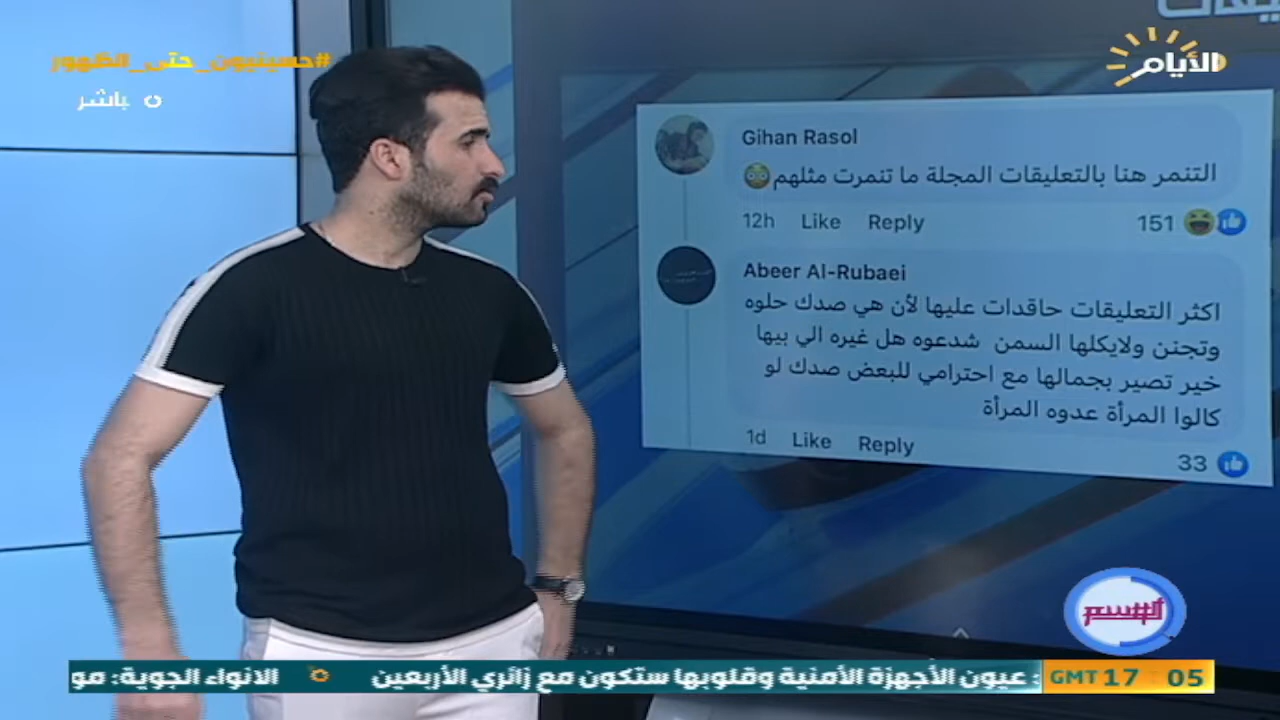 #حسينيون_حتى_الظهور
مباشر
الأيام
Gihan Rasol
التنمر هنا بالتعليقات المجلة ما تنمرت مثلهم😳
12h Like Reply 151
Abeer Al-Rubaei
اكثر التعليقات حاقدات عليها لأن هي صدك حلوه
وتجنن ولايكلها السمن شدعوه هل غيره الي بيها
خير تصير بجمالها مع احترامي للبعض صدك لو
كالوا المرأة عدوه المرأة
1d Like Reply
33
عيون الأجهزة الأمنية وقلوبها ستكون مع زائري الأربعين
الانواء الجوية: مو
GMT 17 05